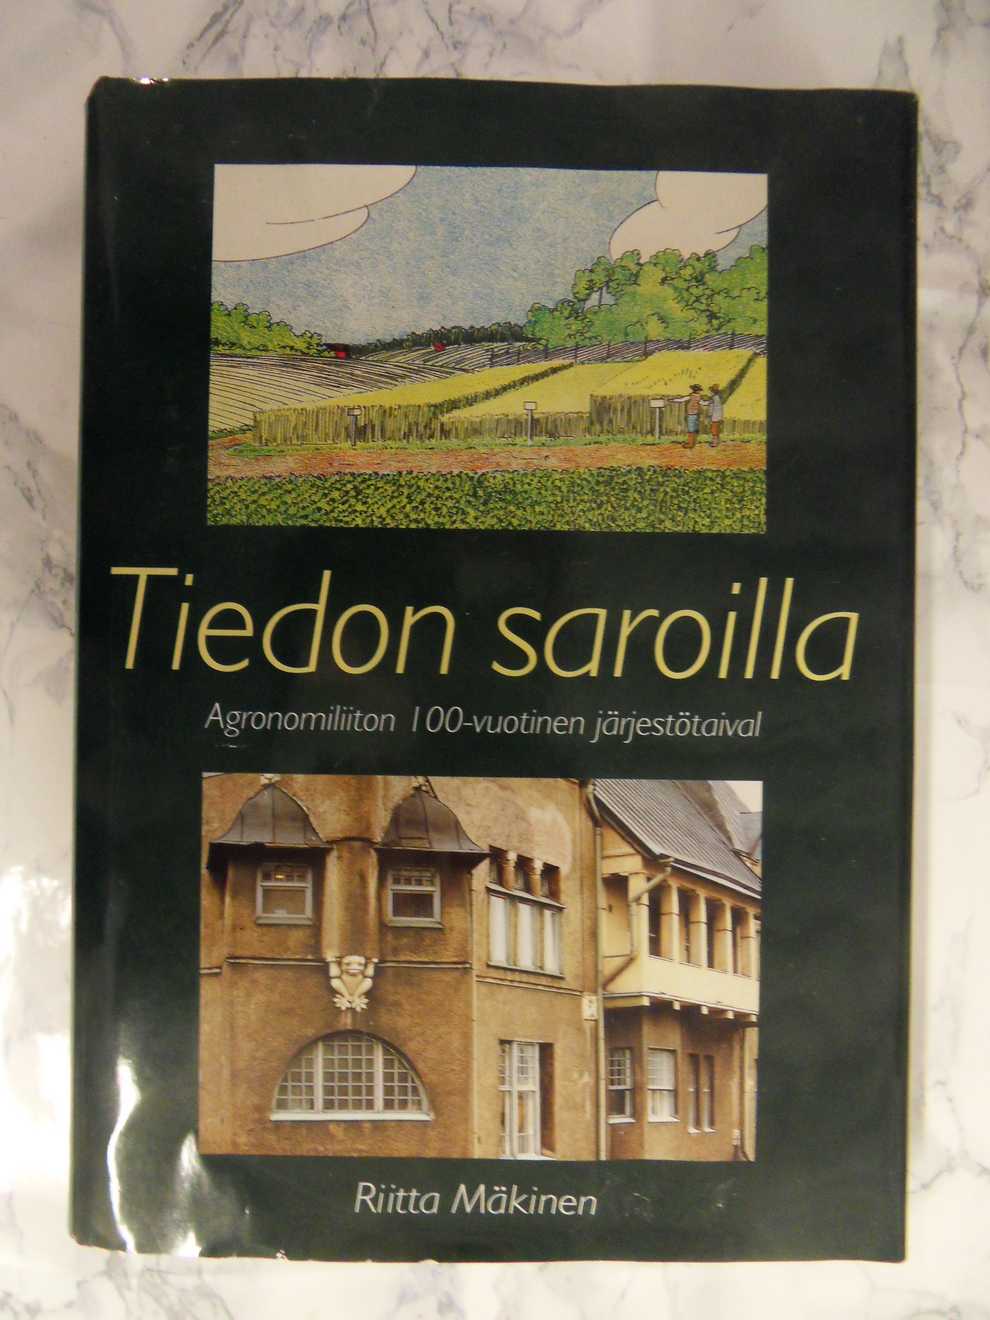 Tiedon saroilla
Agronomiliiton 100-vuotinen järjestötaival
Riitta Mäkinen